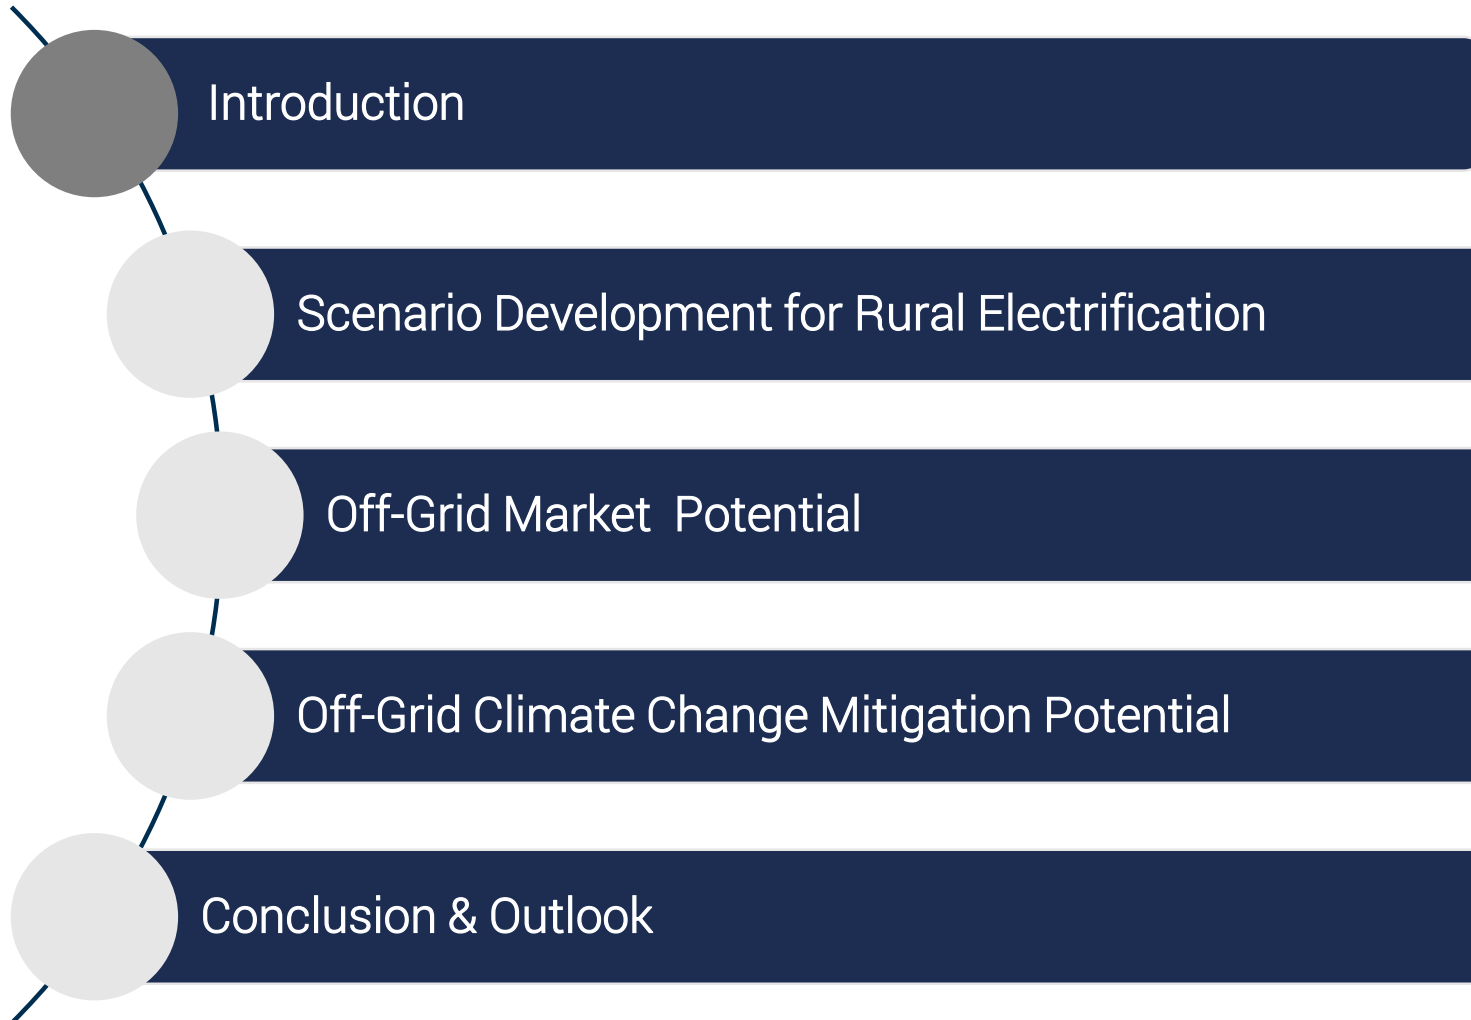 Introduction
Scenario Development for Rural Electrification
Off-Grid Market  Potential
Off-Grid Climate Change Mitigation Potential
Conclusion & Outlook